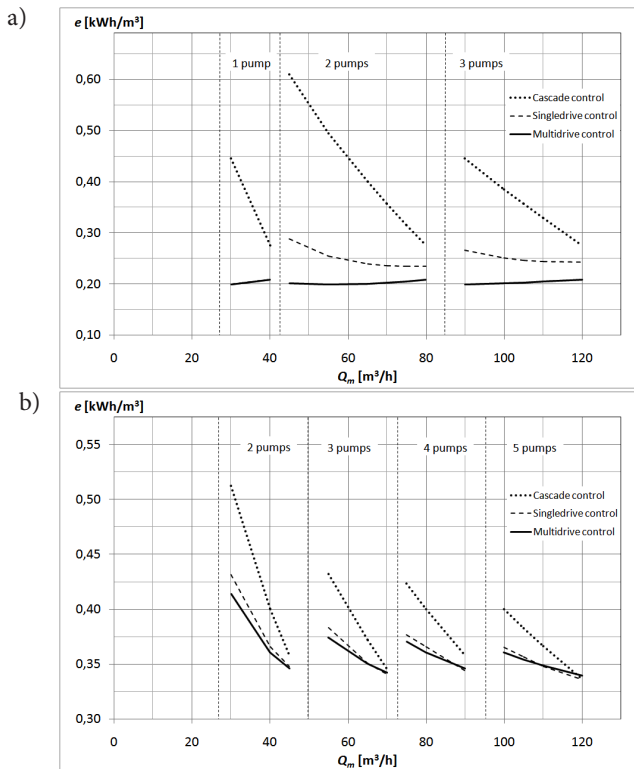 a)
e [kWh/m³]
1 pump 2 pumps 3 pumps
0,60
Cascade control
Singledrive control
Multidrive control
0,50
0,40
0,30
0,20
0,10
0 20 40 60 80 100 120
Qm [m³/h]
b)
e [kWh/m³]
0,55
2 pumps 3 pumps 4 pumps 5 pumps
0,50
Cascade control
Singledrive control
Multidrive control
0,45
0,40
0,35
0,30
0 20 40 60 80 100 120
Qm [m³/h]